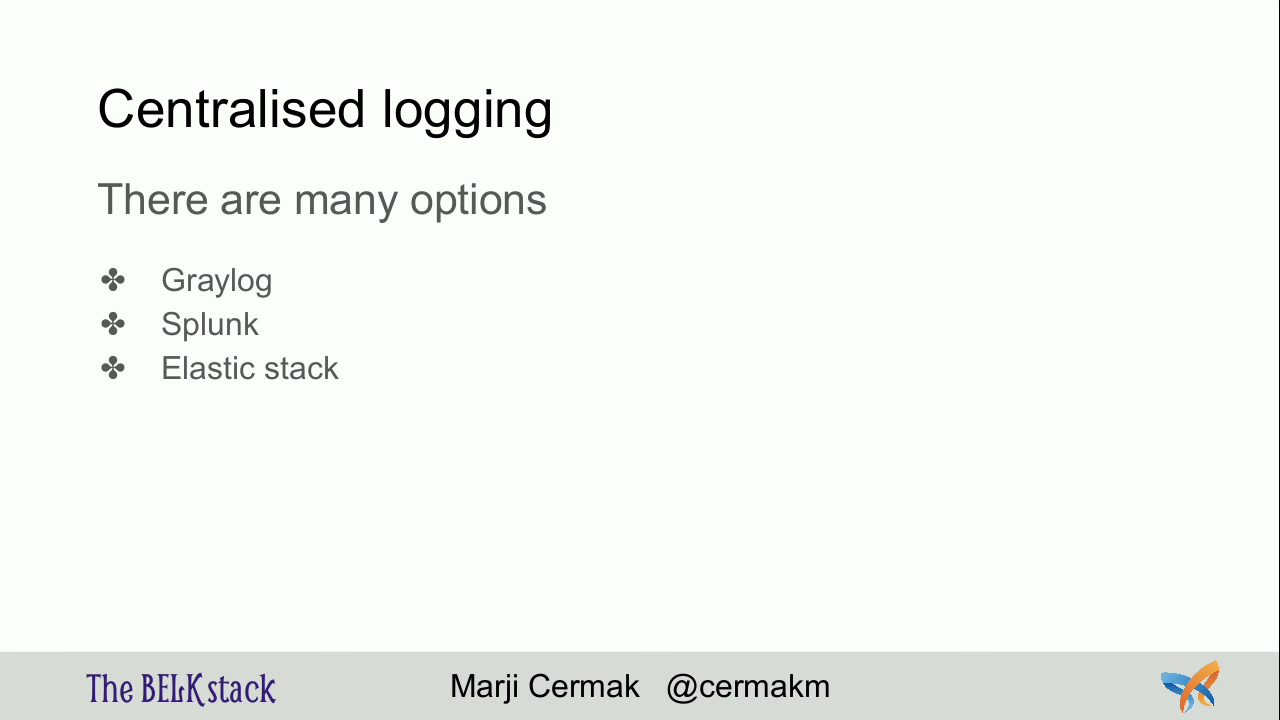 Centralised logging
There are many options
✤ Graylog
✤ Splunk
✤ Elastic stack
The BELK stack
Marji Cermak @cermakm